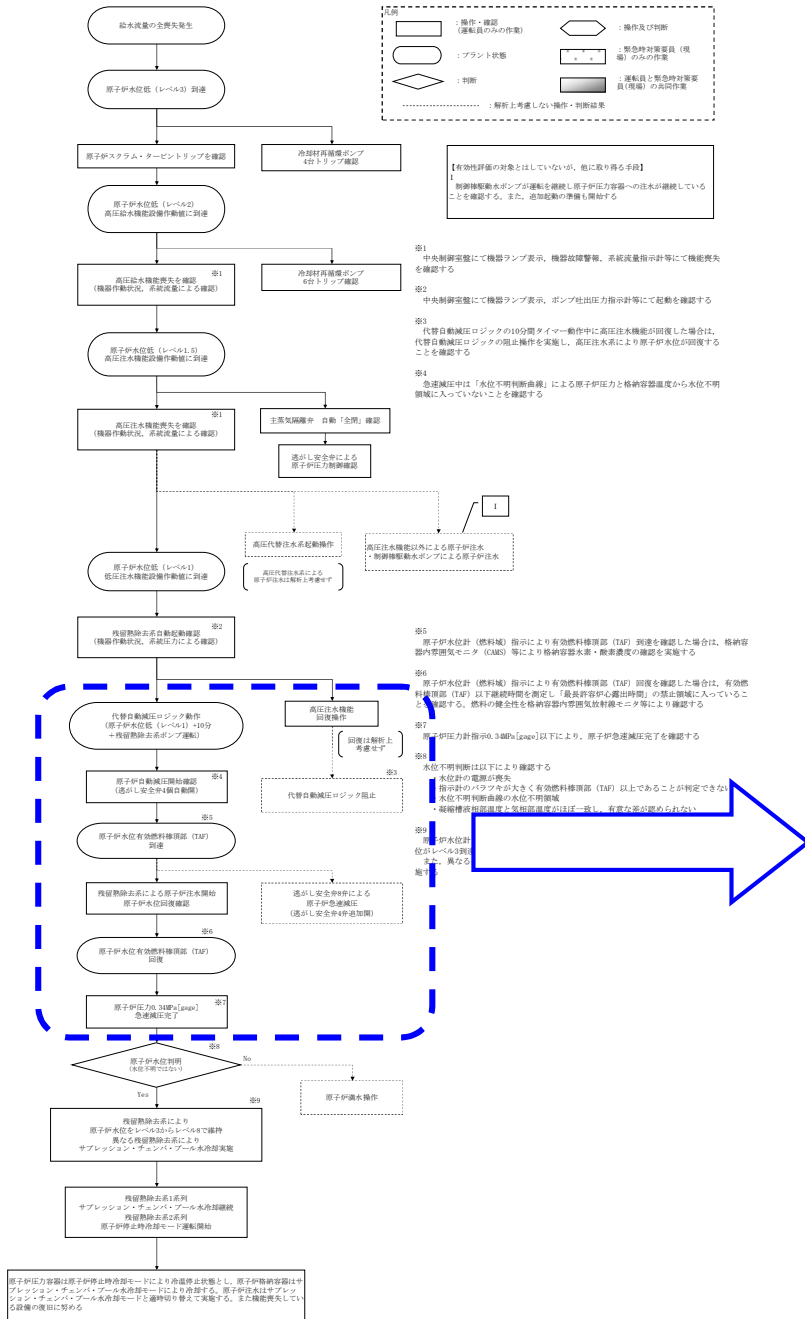 給水流量の全喪失発生
凡例
：操作・確認
(運転員のみの作業)
：操作及び判断
：プラント状態
：緊急時対策要員（現
場）のみの作業
：判断
：運転員と緊急時対策要
員(現場）の共同作業
：解析上考慮しない操作・判断結果
原子炉水位低（レベル3）到達
原子炉スクラム・タービントリップを確認
冷却材再循環ポンプ
4台トリップ確認
【有効性評価の対象とはしていないが、他に取り得る手段】
I
制御棒駆動水ポンプが運転を継続し原子炉圧力容器への注水が継続している
ことを確認する。また、追加起動の準備も開始する
原子炉水位低（レベル2）
高圧給水機能設備作動値に到達
※1
高圧給水機能喪失を確認
(機器作動状況、系統流量による確認)
冷却材再循環ポンプ
6台トリップ確認
※1
中央制御室盤にて機器ランプ表示、機器故障警報、系統流量指示計等にて機能喪失
を確認する
※2
中央制御室盤にて機器ランプ表示、ポンプ吐出圧力指示計等にて起動を確認する
※3
代替自動減圧ロジックの10分間タイマー動作中に高圧注水機能が回復した場合は、
代替自動減圧ロジックの阻止操作を実施し、高圧注水系により原子炉水位が回復する
ことを確認する
※4
急速減圧中は「水位不明判断曲線」による原子炉圧力と格納容器温度から水位不明
領域に入っていないことを確認する
原子炉水位低（レベル1.5）
高圧注水機能設備作動値に到達
※1
高圧注水機能喪失を確認
(機器作動状況、系統流量による確認)
主蒸気隔離弁　自動「全閉」確認
逃がし安全弁による
原子炉圧力制御確認
I
高圧代替注水系起動操作
高圧代替注水系による
原子炉注水は解析上考慮せず
高圧注水機能以外による原子炉注水
・制御棒駆動水ポンプによる原子炉注水
原子炉水位低（レベル1）
低圧注水機能設備作動値に到達
※2
残留熱除去系自動起動確認
(機器作動状況、系統圧力による確認)
※5
原子炉水位計（燃料域）指示により有効燃料棒頂部（TAF）到達を確認した場合は、格納容
器内雰囲気モニタ（CAMS）等により格納容器水素・酸素濃度の確認を実施する
※6
原子炉水位計（燃料域）指示により有効燃料棒頂部（TAF）の回復を確認した場合は、有効燃
料棒頂部（TAF）以下継続時間を測定し「最長許容炉心露出時間」の禁止領域に入っているこ
とを確認する。燃料の健全性を格納容器内雰囲気放射線モニタ等により確認する
※7
原子炉圧力計指示0.34MPa[gage]以下により、原子炉急速減圧完了を確認する
※8
水位不明判断は以下により確認する
・水位計の電源が喪失
・指示計のバラツキが大きく有効燃料棒頂部（TAF）以上であることが判定できない
・水位不明判断曲線の水位不明領域
・凝縮槽液相部温度と気相部温度がほぼ一致し、有意な差が認められない
※9
原子炉水位計
位がレベル3到達
また、異なる
施する
代替自動減圧ロジック動作
(原子炉水位低（レベル1）+10分
+残留熱除去系ポンプ運転)
高圧注水機能
回復操作
回復は解析上
考慮せず
※3
代替自動減圧ロジック阻止
※4
原子炉自動減圧開始確認
(逃がし安全弁4個自動開)
※5
原子炉水位有効燃料棒頂部（TAF）
到達
残留熱除去系による原子炉注水開始
原子炉水位回復確認
逃がし安全弁8弁による
原子炉急速減圧
(逃がし安全弁4弁追加開)
※6
原子炉水位有効燃料棒頂部（TAF）
回復
※7
原子炉圧力0.34MPa[gage]
急速減圧完了
※8
原子炉水位判明
(水位不明ではない)
No
Yes
原子炉満水操作
※9
残留熱除去系により
原子炉水位をレベル3からレベル8で維持
異なる残留熱除去系により
サプレッション・チェンバ・プール水冷却実施
残留熱除去系1系列
サプレッション・チェンバ・プール水冷却継続
残留熱除去系2系列
原子炉停止時冷却モード運転開始
原子炉圧力容器は原子炉停止時冷却モードにより冷温停止状態とし、原子炉格納容器はサ
プレッション・チェンバ・プール水冷却モードにより冷却する。原子炉注水はサプレッ
ション・チェンバ・プール水冷却モードと適時切り替えて実施する。また機能喪失してい
る設備の復旧に努める